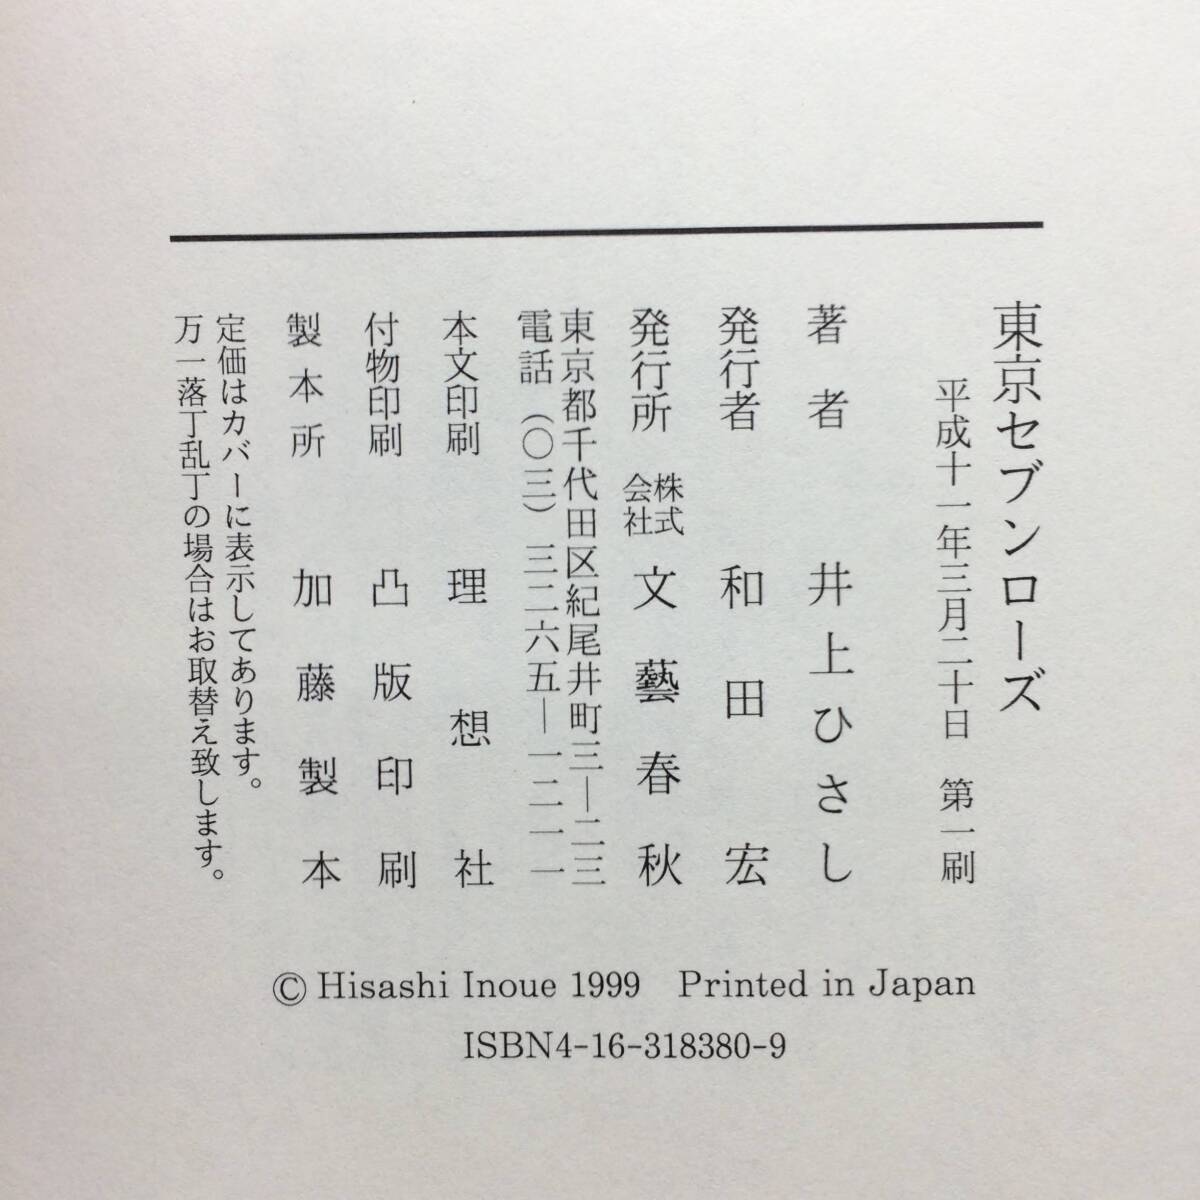 東京セブンローズ
平成十一年三月二十日　第一刷
著者　井上ひさし
発行者　和田宏
発行所　株式会社　文藝春秋
東京都千代田区紀尾井町三―二三
電話（〇三）三二六五―一二一一
本文印刷　理想社
付物印刷　凸版印刷
製本所　加藤製本
定価はカバーに表示してあります。
万一落丁乱丁の場合はお取替え致します。
© Hisashi Inoue 1999　Printed in Japan
ISBN4-16-318380-9